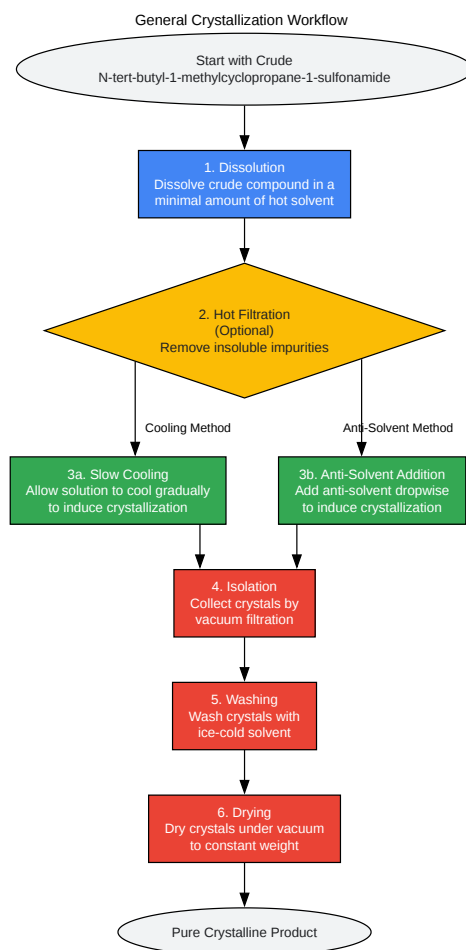 General Crystallization Workflow
Start with Crude
N-tert-butyl-1-methylcyclopropane-1-sulfonamide
1. Dissolution
Dissolve crude compound in a
minimal amount of hot solvent
2. Hot Filtration
(Optional)
Remove insoluble impurities
Cooling Method
Anti-Solvent Method
3a. Slow Cooling
Allow solution to cool gradually
to induce crystallization
3b. Anti-Solvent Addition
Add anti-solvent dropwise
to induce crystallization
4. Isolation
Collect crystals by
vacuum filtration
5. Washing
Wash crystals with
ice-cold solvent
6. Drying
Dry crystals under vacuum
to constant weight
Pure Crystalline Product